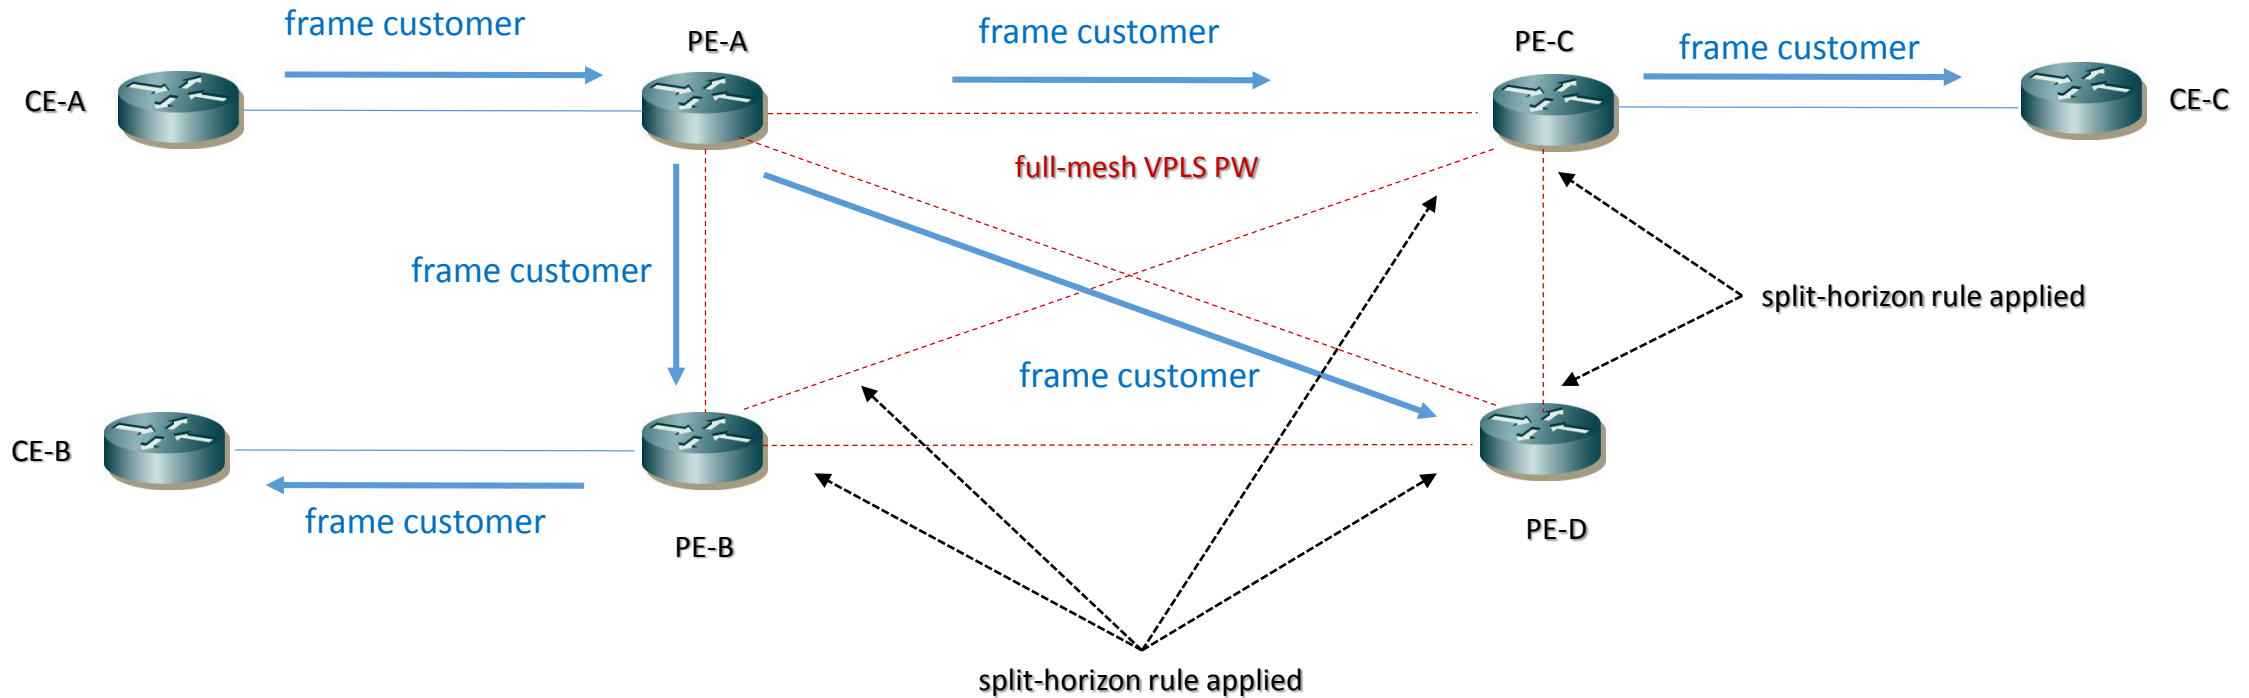 frame customer
PE-A
frame customer
PE-C
frame customer
CE-A
CE-C
full-mesh VPLS PW
frame customer
split-horizon rule applied
frame customer
CE-B
frame customer
PE-B
PE-D
split-horizon rule applied